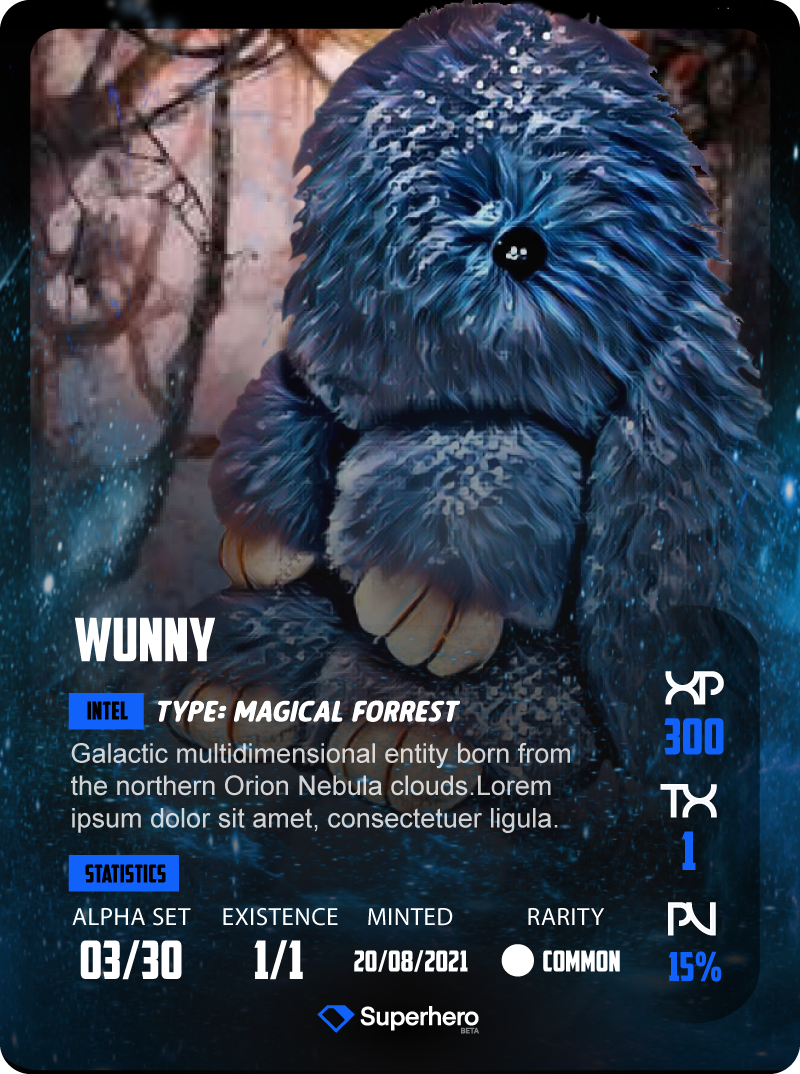 WUNNY
INTEL TYPE: MAGICAL FORREST
Galactic multidimensional entity born from
the northern Orion Nebula clouds.Lorem
ipsum dolor sit amet, consectetuer ligula.
STATISTICS
ALPHA SET EXISTENCE MINTED RARITY
03/30 1/1 20/08/2021 COMMON
XP
300
TX
1
PV
15%
Superhero
BETA